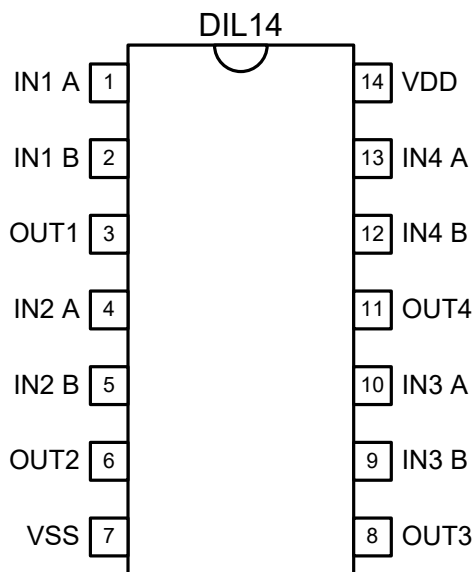 DIL14
IN1 A 1 14 VDD
IN1 B 2 13 IN4 A
OUT1 3 12 IN4 B
IN2 A 4 11 OUT4
IN2 B 5 10 IN3 A
OUT2 6 9 IN3 B
VSS 7 8 OUT3